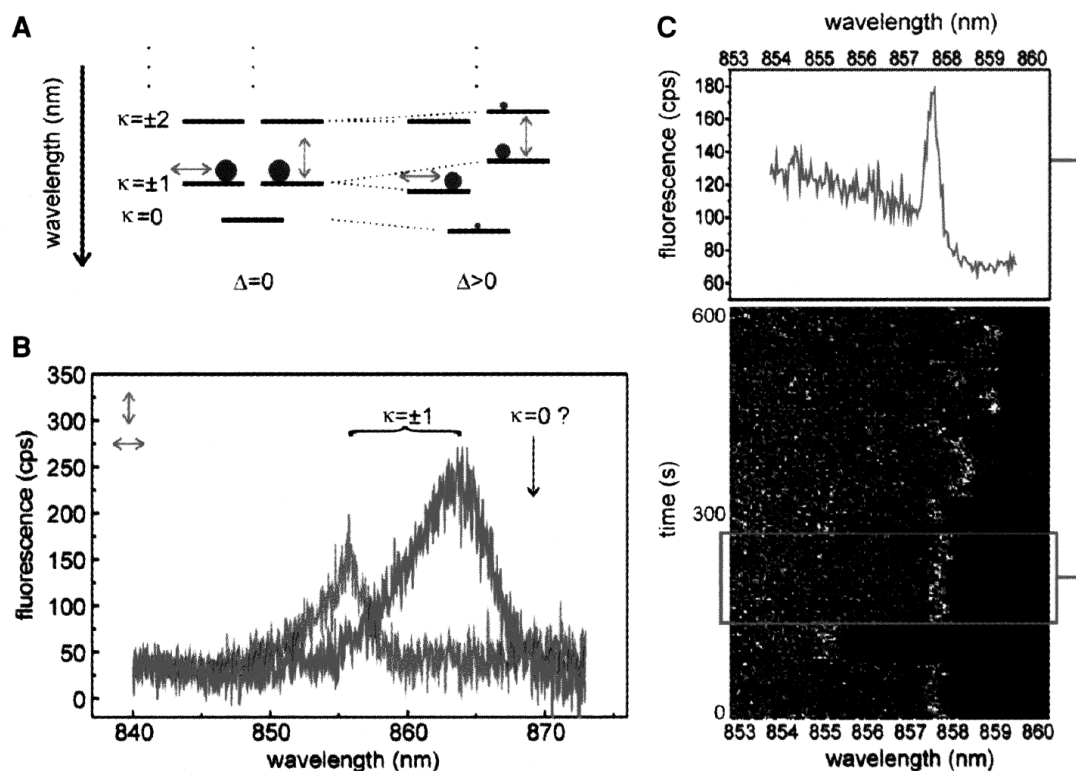 A
wavelength (nm)
κ=±2
κ=±1
κ=0
Δ=0
Δ>0
B
fluorescence (cps)
350
300
250
200
150
100
50
0
κ=±1
κ=0 ?
840
850
860
870
wavelength (nm)
C
wavelength (nm)
853 854 855 856 857 858 859 860
fluorescence (cps)
180
160
140
120
100
80
60
time (s)
600
300
0
853 854 855 856 857 858 859 860
wavelength (nm)